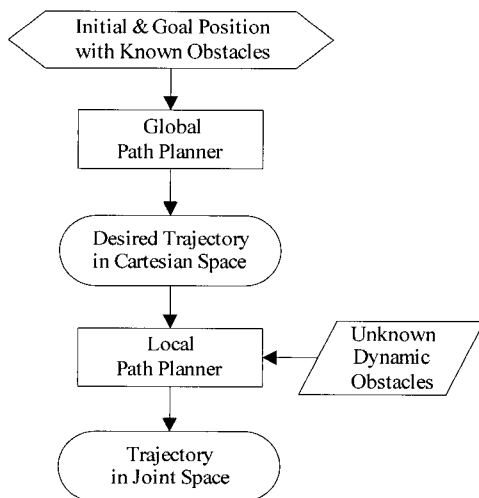 Initial & Goal Position
with Known Obstacles
Global
Path Planner
Desired Trajectory
in Cartesian Space
Local
Path Planner
Unknown
Dynamic
Obstacles
Trajectory
in Joint Space